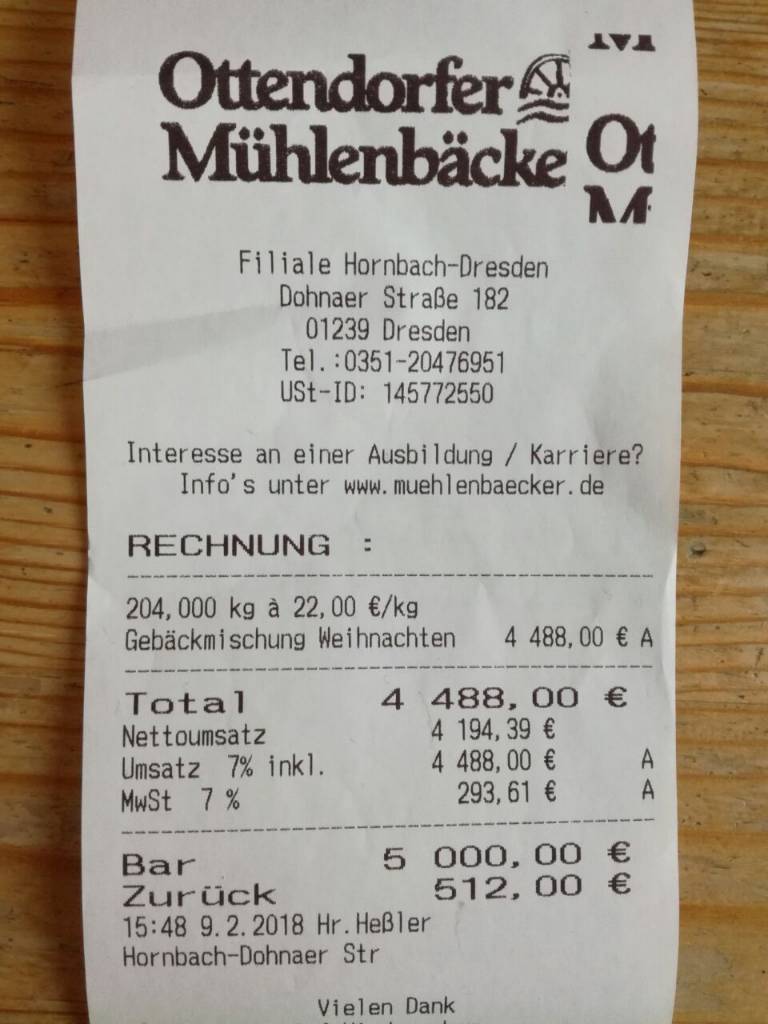 Ottendorfer
Mühlenbäcke
Ot
Filiale Hornbach-Dresden
Dohnaer Straße 182
01239 Dresden
Tel.:0351-20476951
USt-ID: 145772550
Interesse an einer Ausbildung / Karriere?
Info's unter www.muehlenbaecker.de
RECHNUNG :
204,000 kg à 22,00 €/kg
Gebäckmischung Weihnachten 4 488,00 € A
Total 4 488,00 €
Nettoumsatz 4 194,39 €
Umsatz 7% inkl. 4 488,00 € A
MwSt 7 % 293,61 € A
Bar 5 000,00 €
Zurück 512,00 €
15:48 9.2.2018 Hr.Heßler
Hornbach-Dohnaer Str
Vielen Dank